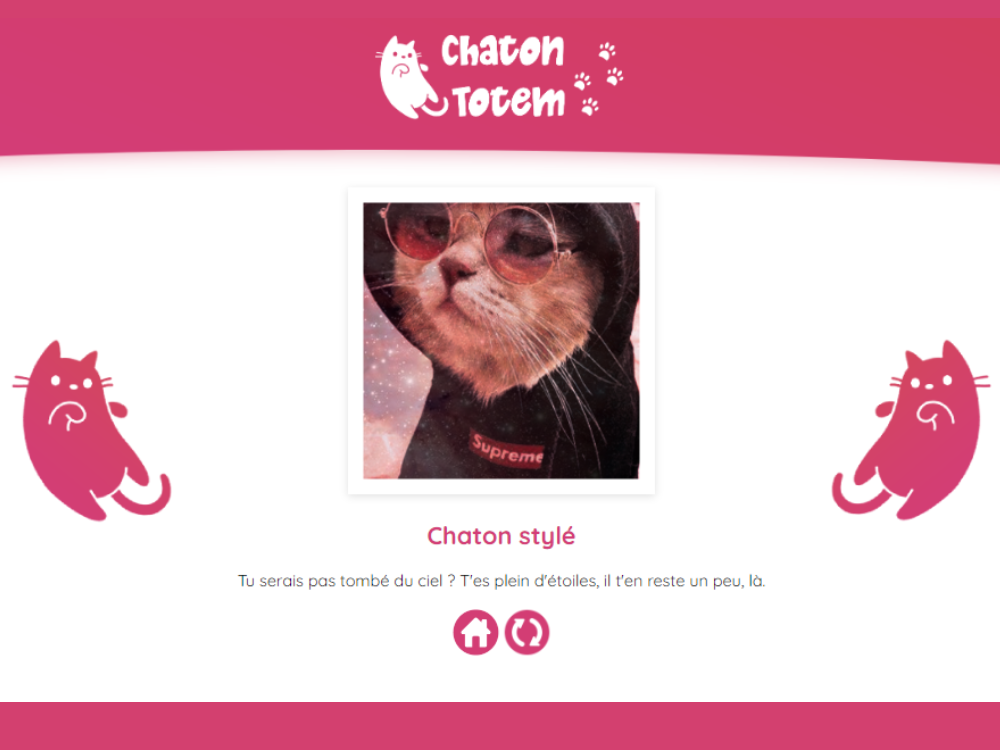 Chaton
Totem
Supreme
Chaton stylé
Tu serais pas tombé du ciel ? T'es plein d'étoiles, il t'en reste un peu, là.